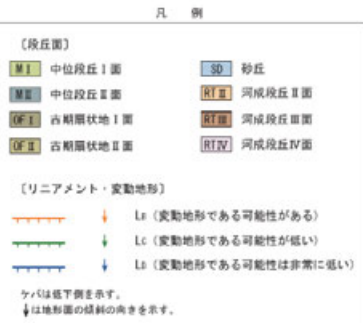 凡 例
〔段丘面〕
MⅠ 中位段丘Ⅰ面
MⅡ 中位段丘Ⅱ面
OFⅠ 古期扇状地Ⅰ面
OFⅡ 古期扇状地Ⅱ面
SD 砂丘
RTⅡ 河成段丘Ⅱ面
RTⅢ 河成段丘Ⅲ面
RTⅣ 河成段丘Ⅳ面
〔リニアメント・変動地形〕
LB（変動地形である可能性がある）
LC（変動地形である可能性が低い）
LD（変動地形である可能性は非常に低い）
ケバは低下側を示す。
↓は地形面の傾斜の向きを示す。